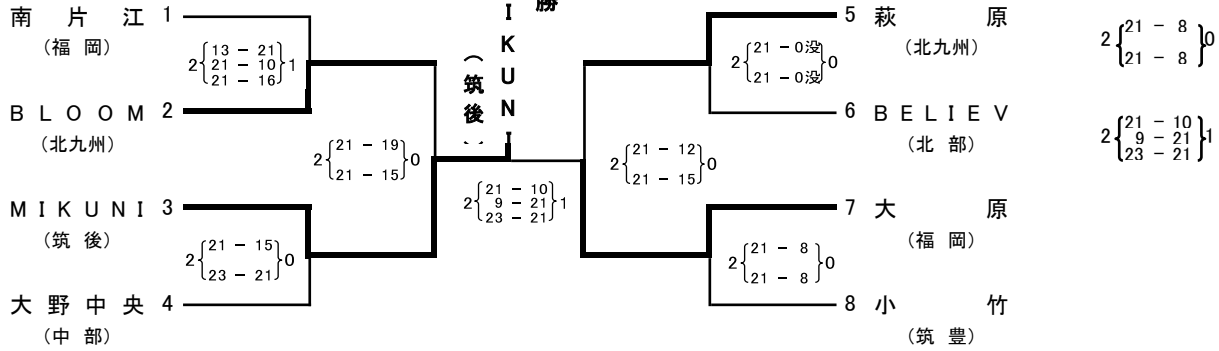 勝
I K U N I
（筑 後）
南 片 江 1
（福 岡）
2 { 13 － 21 } 1
21 － 10
21 － 16
B L O O M 2
（北九州）
2 { 21 － 19 } 0
21 － 15
M I K U N I 3
（筑 後）
2 { 21 － 15 } 0
23 － 21
大 野 中 央 4
（中 部）
2 { 21 － 10 } 1
9 － 21
23 － 21
5 萩 原
（北九州）
2 { 21 － 0没 } 0
21 － 0没
6 B E L I E V
（北 部）
2 { 21 － 12 } 0
21 － 15
7 大 原
（福 岡）
2 { 21 － 8 } 0
21 － 8
8 小 竹
（筑 豊）
2 { 21 － 8 } 0
21 － 8
2 { 21 － 10 } 1
9 － 21
23 － 21